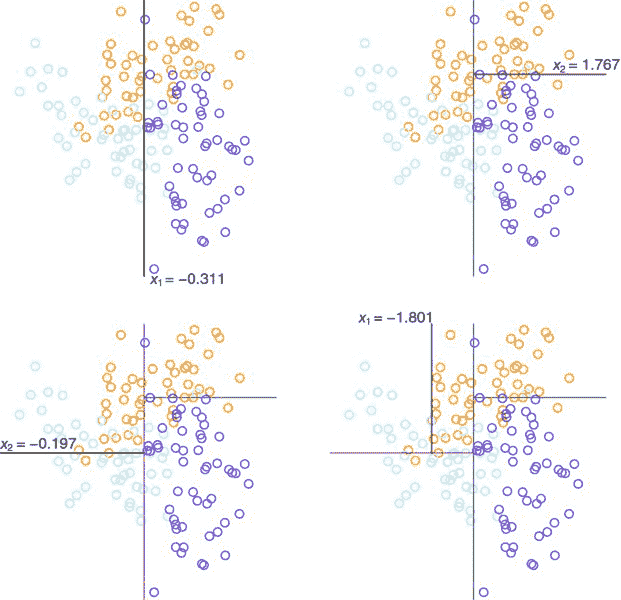 x₁ = −0.311
x₂ = 1.767
x₂ = −0.197
x₁ = −1.801